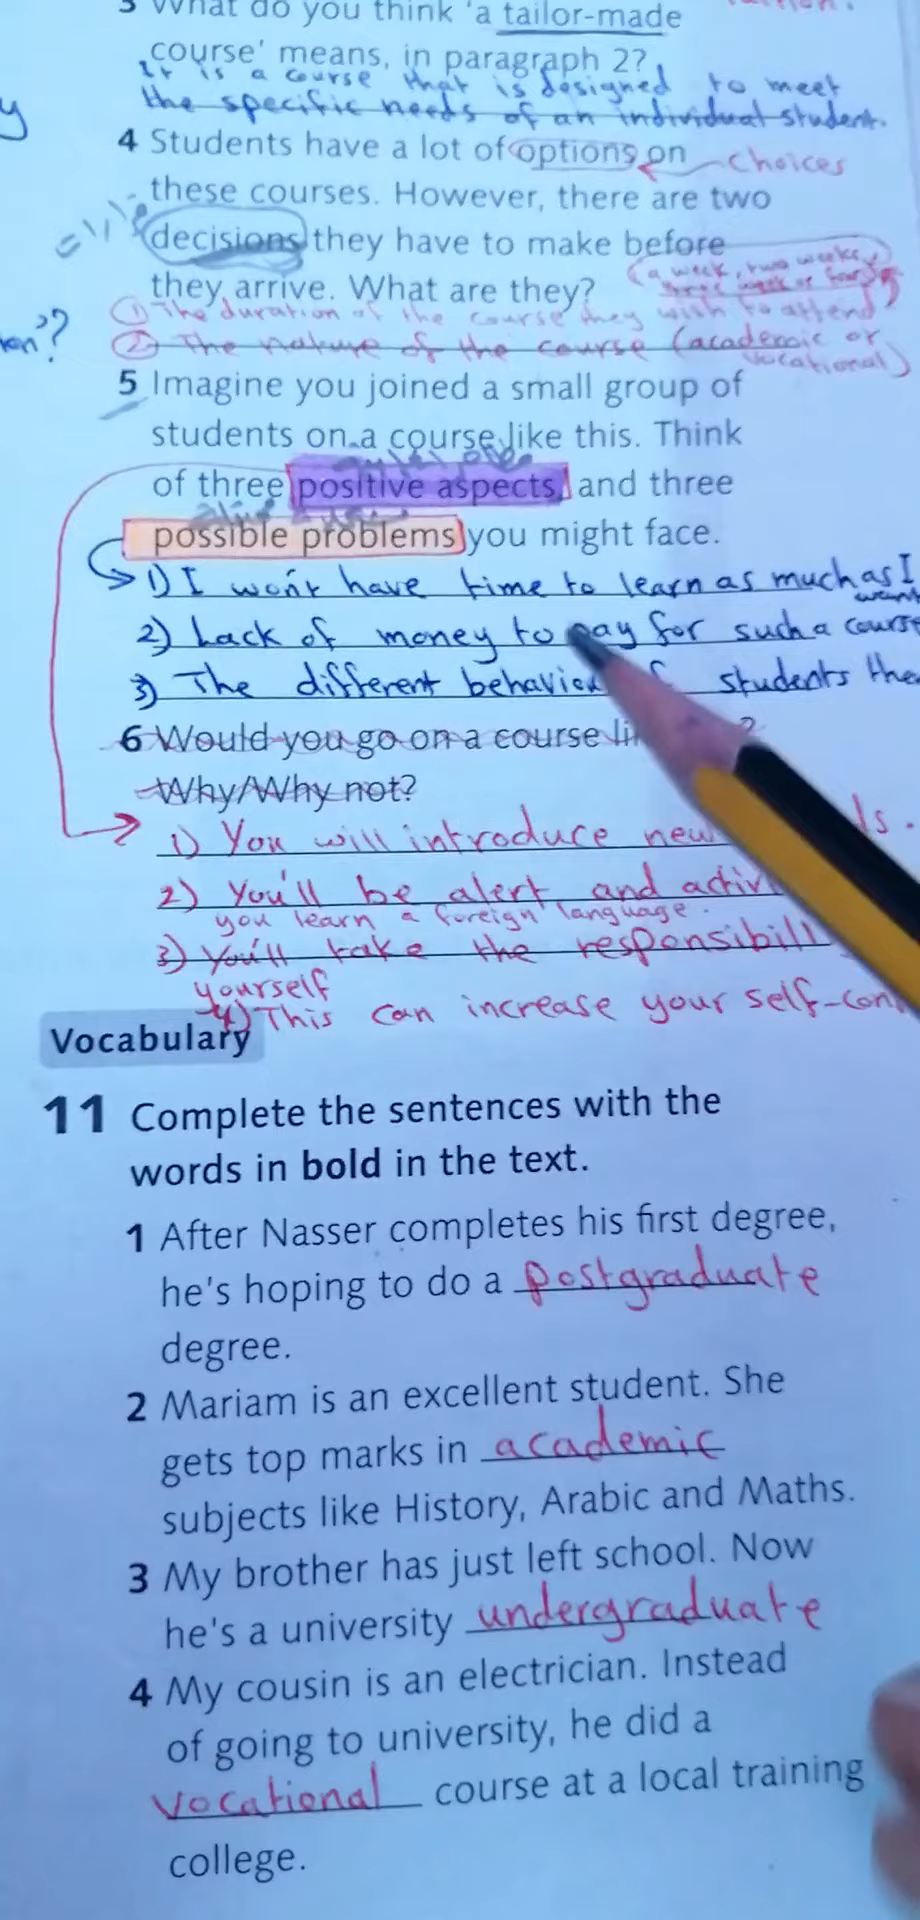 3 What do you think 'a tailor-made
course' means, in paragraph 2?
It is a course that is designed to meet
the specific needs of an individual student.
4 Students have a lot of options on
choices
these courses. However, there are two
decisions they have to make before
they arrive. What are they?
(a week, two weeks,
three week or four)
① The duration of the course they wish to attend
② The nature of the course (academic or
vocational)
5 Imagine you joined a small group of
students on a course like this. Think
of three positive aspects and three
possible problems you might face.
1) I won't have time to learn as much as I
want
2) Lack of money to pay for such a course
3) The different behavio students the
6 Would you go on a course li ?
Why/Why not?
1) You will introduce new ds.
2) You'll be alert and activ
you learn a foreign language.
3) You'll take the responsibili
yourself
4) This can increase your self-con
Vocabulary
11 Complete the sentences with the
words in bold in the text.
1 After Nasser completes his first degree,
he's hoping to do a postgraduate
degree.
2 Mariam is an excellent student. She
gets top marks in academic
subjects like History, Arabic and Maths.
3 My brother has just left school. Now
he's a university undergraduate
4 My cousin is an electrician. Instead
of going to university, he did a
vocational course at a local training
college.